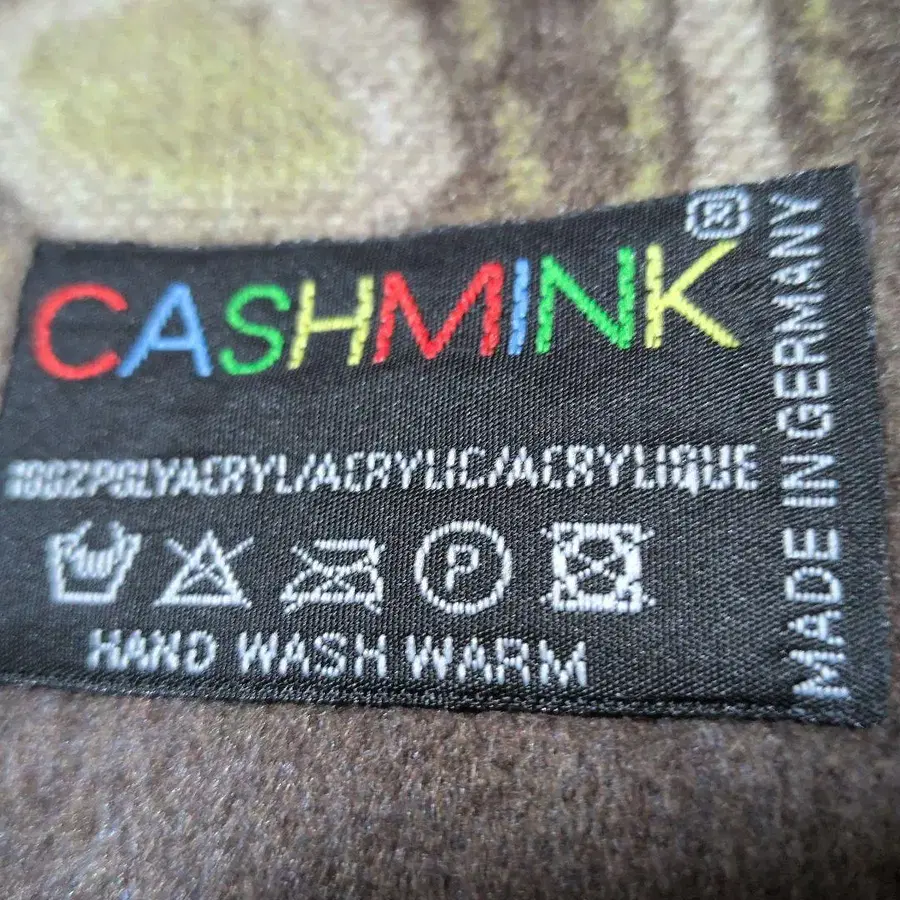 CASHMINK®
100%POLYACRYL/ACRYLIC/ACRYLIQUE
P
HAND WASH WARM
MADE IN GERMANY